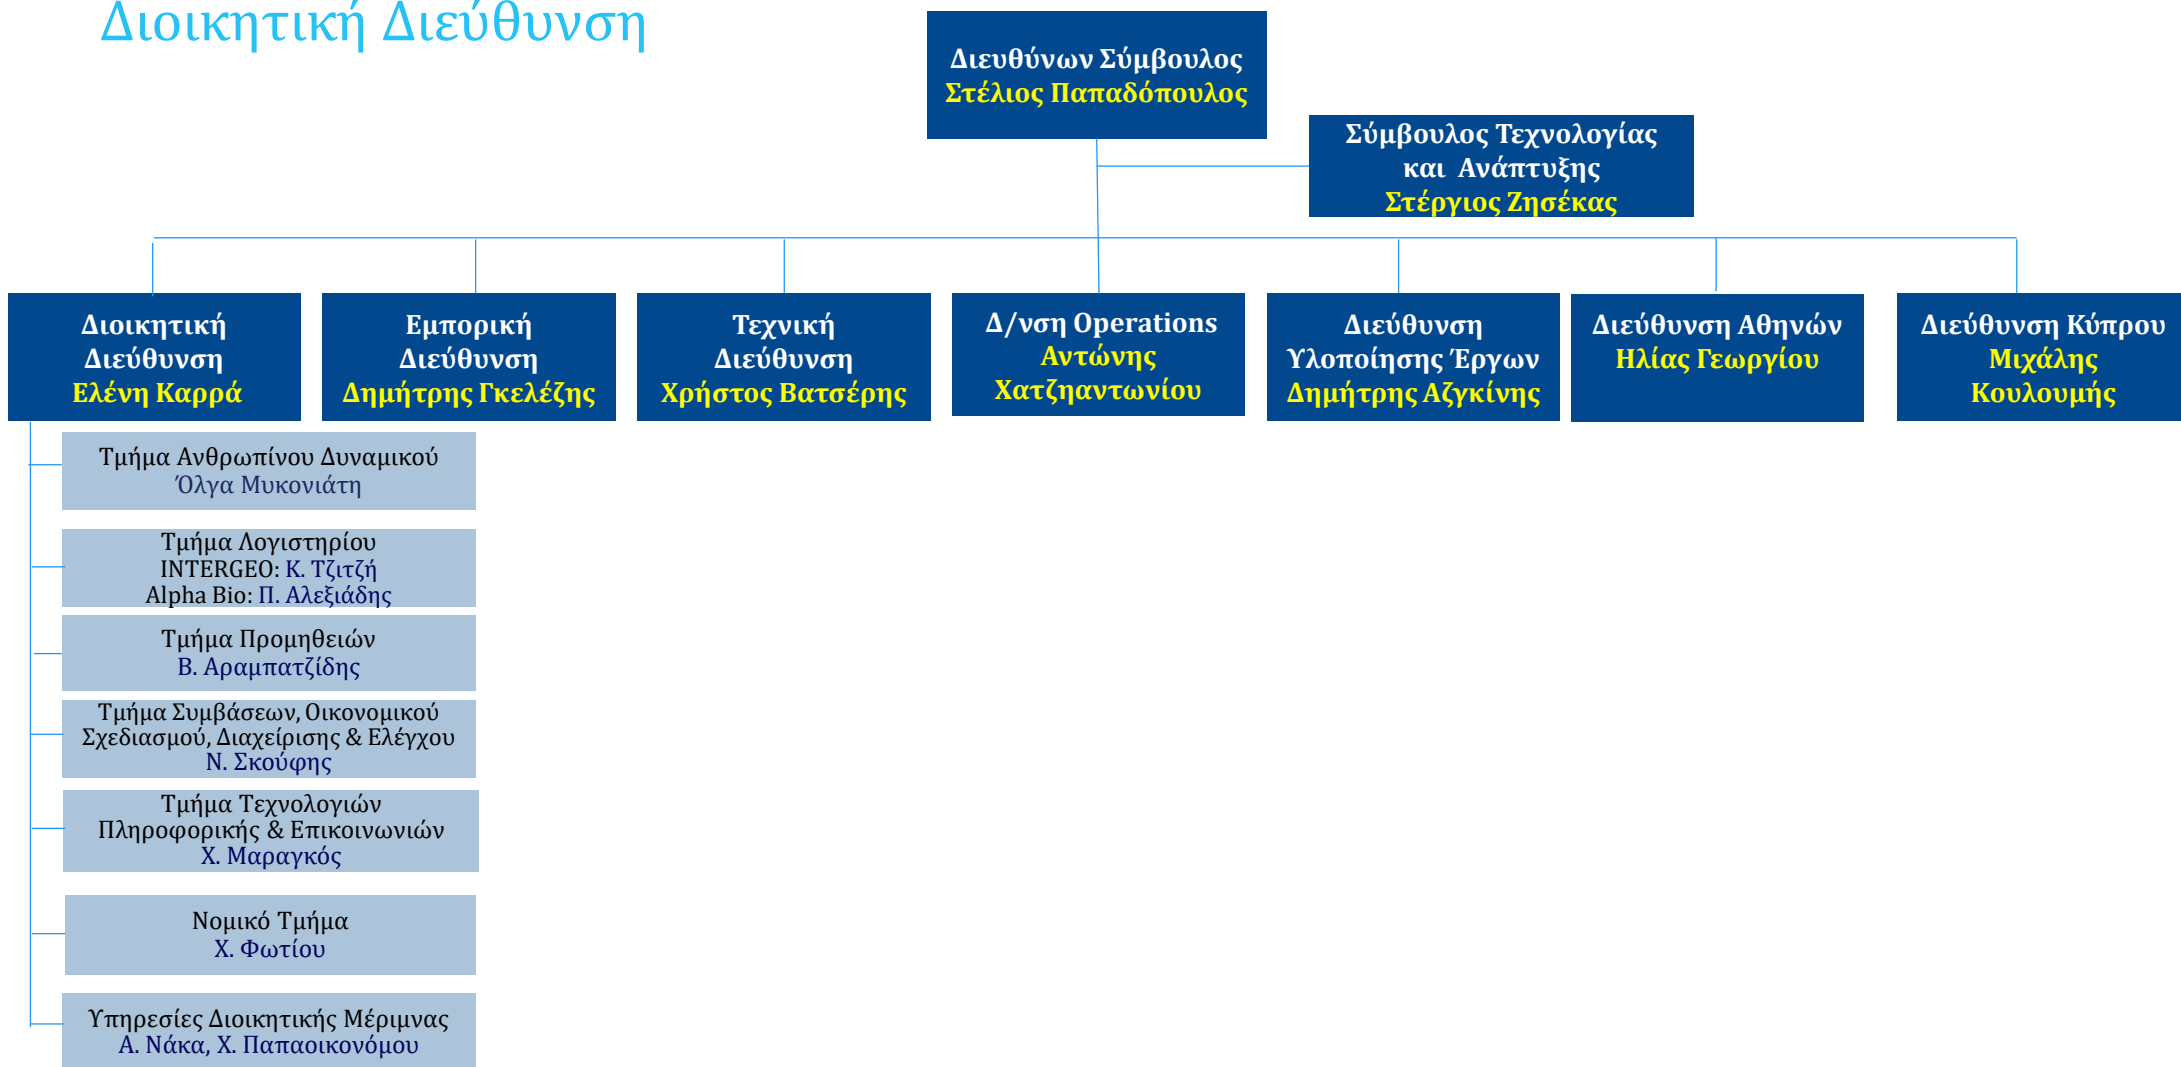 Διοικητική Διεύθυνση
Διευθύνων Σύμβουλος
Στέλιος Παπαδόπουλος
Σύμβουλος Τεχνολογίας
και Ανάπτυξης
Στέργιος Ζησέκας
Διοικητική
Διεύθυνση
Ελένη Καρρά
Εμπορική
Διεύθυνση
Δημήτρης Γκελέζης
Τεχνική
Διεύθυνση
Χρήστος Βατσέρης
Δ/νση Operations
Αντώνης
Χατζηαντωνίου
Διεύθυνση
Υλοποίησης Έργων
Δημήτρης Αζγκίνης
Διεύθυνση Αθηνών
Ηλίας Γεωργίου
Διεύθυνση Κύπρου
Μιχάλης
Κουλουμής
Τμήμα Ανθρωπίνου Δυναμικού
Όλγα Μυκονιάτη
Τμήμα Λογιστηρίου
INTERGEO: Κ. Τζιτζή
Alpha Bio: Π. Αλεξιάδης
Τμήμα Προμηθειών
Β. Αραμπατζίδης
Τμήμα Συμβάσεων, Οικονομικού
Σχεδιασμού, Διαχείρισης & Ελέγχου
Ν. Σκούφης
Τμήμα Τεχνολογιών
Πληροφορικής & Επικοινωνιών
Χ. Μαραγκός
Νομικό Τμήμα
Χ. Φωτίου
Υπηρεσίες Διοικητικής Μέριμνας
Α. Νάκα, Χ. Παπαοικονόμου